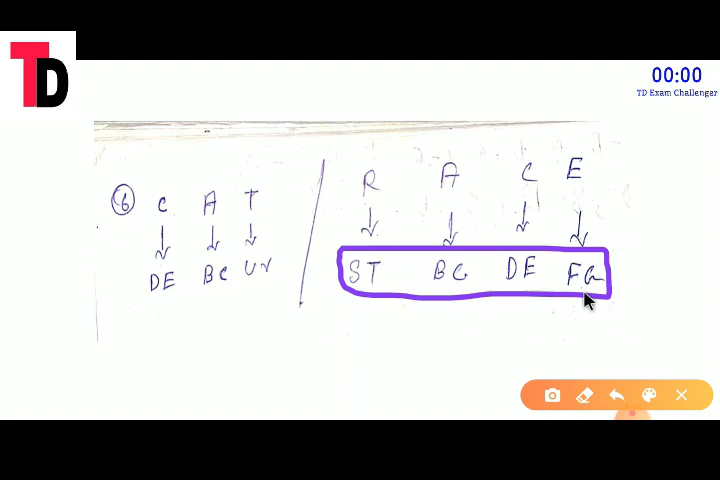 TD
00:00
TD Exam Challenger
6 C A T
R A C E
DE BC UV
ST BC DE FG